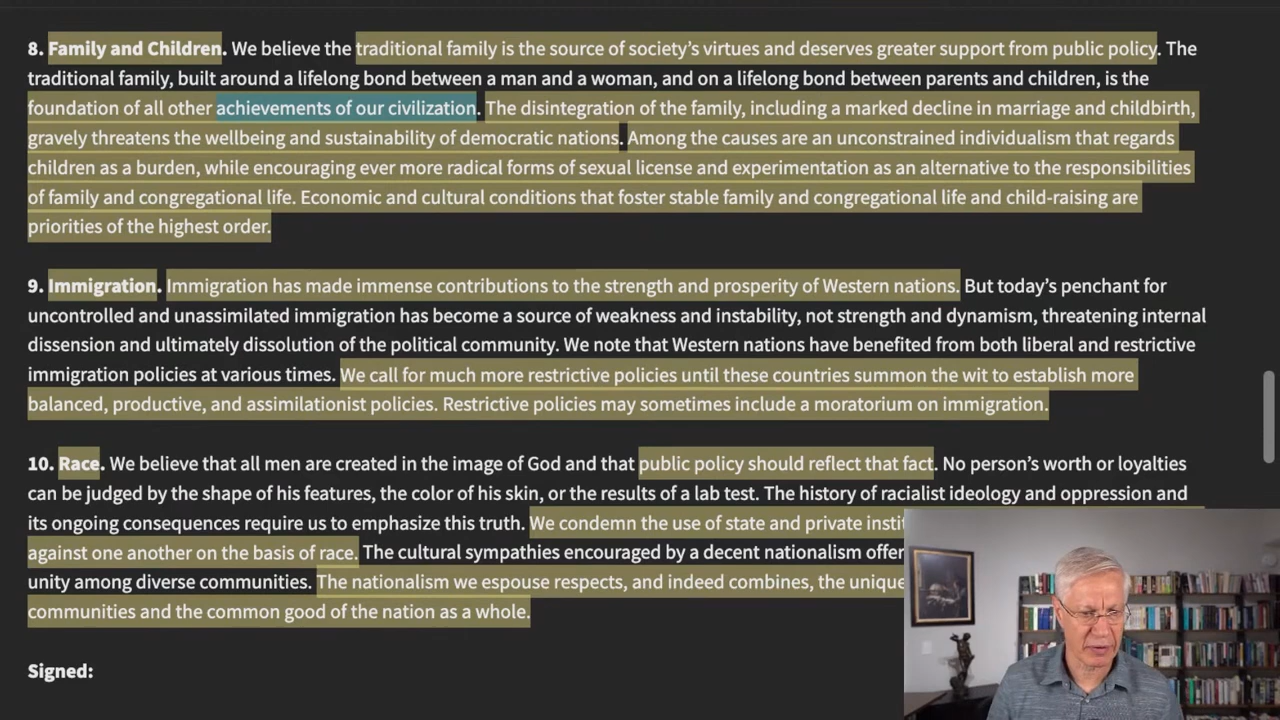 8. Family and Children. We believe the traditional family is the source of society’s virtues and deserves greater support from public policy. The
traditional family, built around a lifelong bond between a man and a woman, and on a lifelong bond between parents and children, is the
foundation of all other achievements of our civilization. The disintegration of the family, including a marked decline in marriage and childbirth,
gravely threatens the wellbeing and sustainability of democratic nations. Among the causes are an unconstrained individualism that regards
children as a burden, while encouraging ever more radical forms of sexual license and experimentation as an alternative to the responsibilities
of family and congregational life. Economic and cultural conditions that foster stable family and congregational life and child-raising are
priorities of the highest order.
9. Immigration. Immigration has made immense contributions to the strength and prosperity of Western nations. But today’s penchant for
uncontrolled and unassimilated immigration has become a source of weakness and instability, not strength and dynamism, threatening internal
dissension and ultimately dissolution of the political community. We note that Western nations have benefited from both liberal and restrictive
immigration policies at various times. We call for much more restrictive policies until these countries summon the wit to establish more
balanced, productive, and assimilationist policies. Restrictive policies may sometimes include a moratorium on immigration.
10. Race. We believe that all men are created in the image of God and that public policy should reflect that fact. No person’s worth or loyalties
can be judged by the shape of his features, the color of his skin, or the results of a lab test. The history of racialist ideology and oppression and
its ongoing consequences require us to emphasize this truth. We condemn the use of state and private
against one another on the basis of race. The cultural sympathies encouraged by a decent nationalism
unity among diverse communities. The nationalism we espouse respects, and indeed combines, the
communities and the common good of the nation as a whole.
Signed: